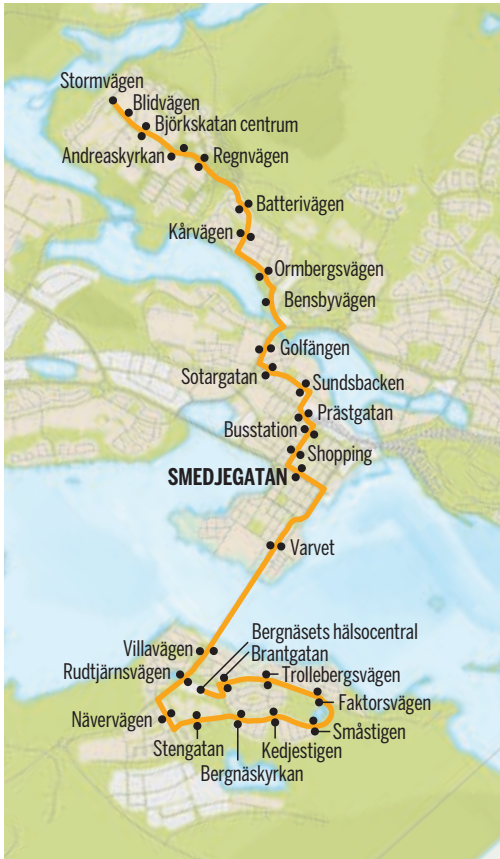 Stormvägen
Blidvägen
Björkskatan centrum
Andreaskyrkan
Regnvägen
Batterivägen
Kårvägen
Ormbergsvägen
Bensbyvägen
Golfängen
Sotargatan
Sundsbacken
Prästgatan
Busstation
Shopping
SMEDJEGATAN
Varvet
Villavägen
Bergnäsets hälsocentral
Brantgatan
Rudtjärnsvägen
Trollebergsvägen
Faktorsvägen
Nävervägen
Småstigen
Stengatan
Kedjestigen
Bergnäskyrkan